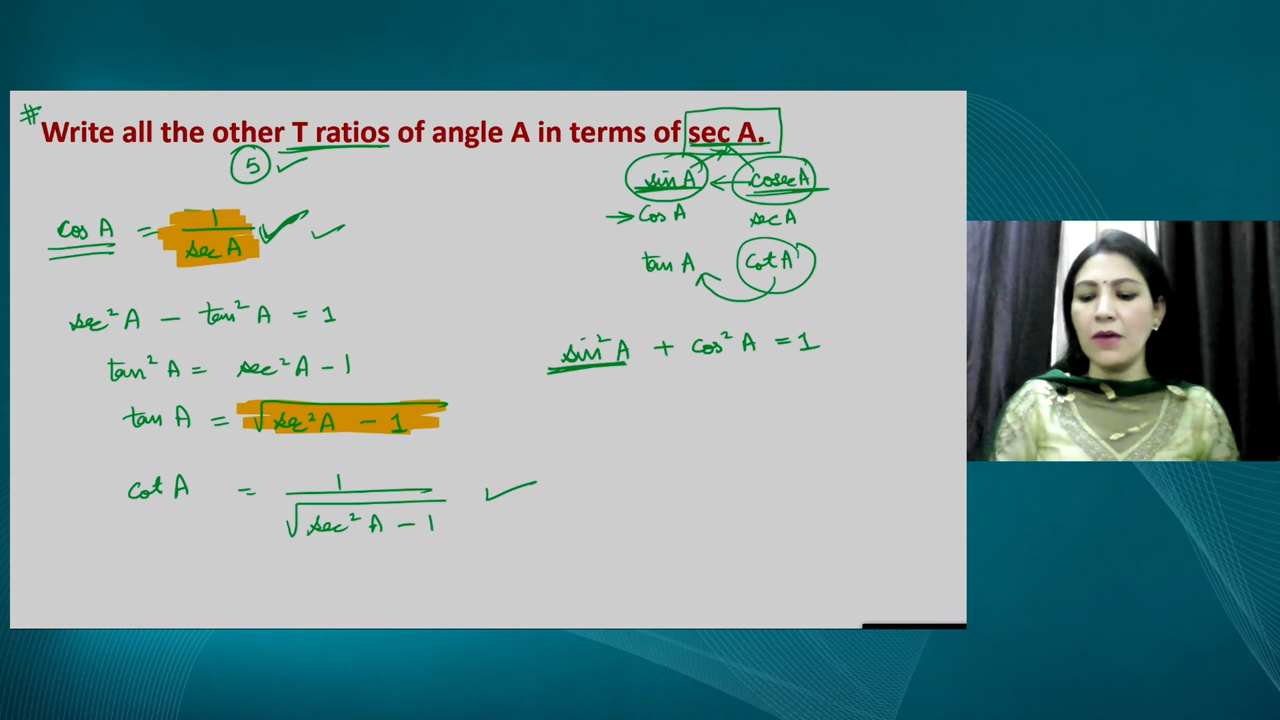 # Write all the other T ratios of angle A in terms of sec A.
5
sin A cosec A
cos A sec A
tan A cot A
cos A = 1 / sec A
sec² A − tan² A = 1
tan² A = sec² A − 1
tan A = √sec² A − 1
cot A = 1 / √sec² A − 1
sin² A + cos² A = 1